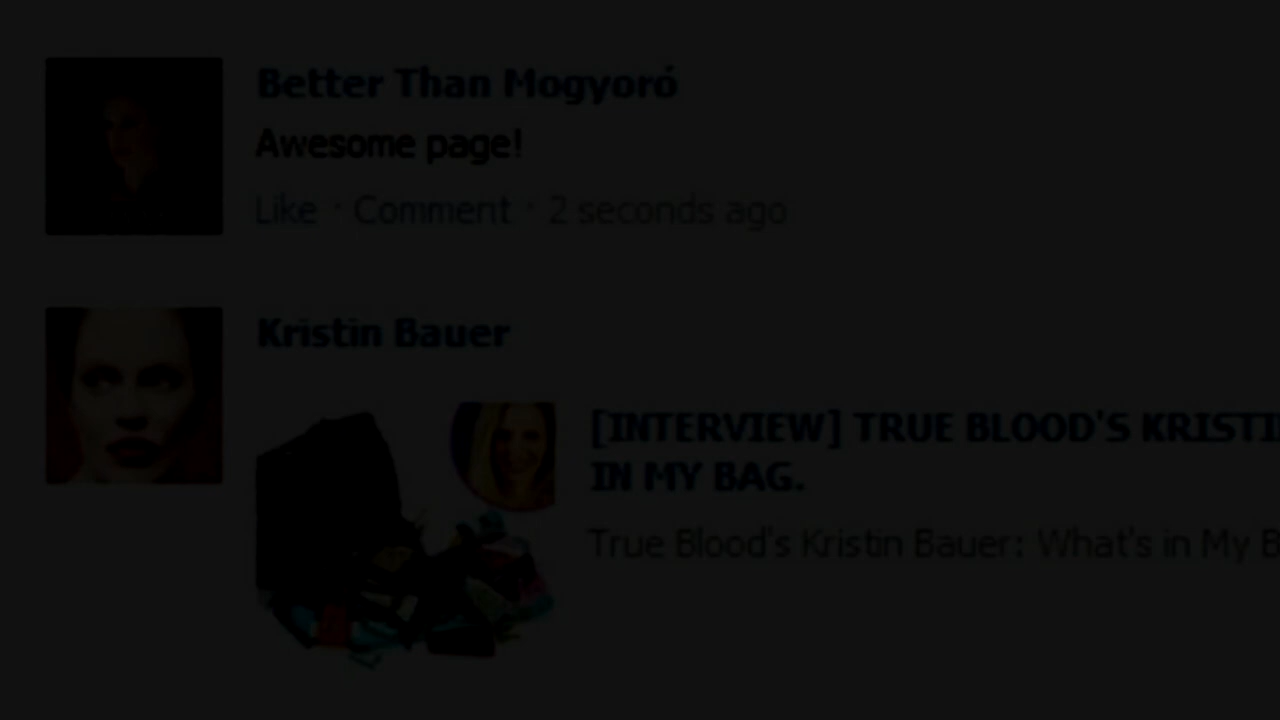 Better Than Mogyoró
Awesome page!
Like · Comment · 2 seconds ago
Kristin Bauer
[INTERVIEW] TRUE BLOOD'S
IN MY BAG.
True Blood's Kristin Bauer: What's in My